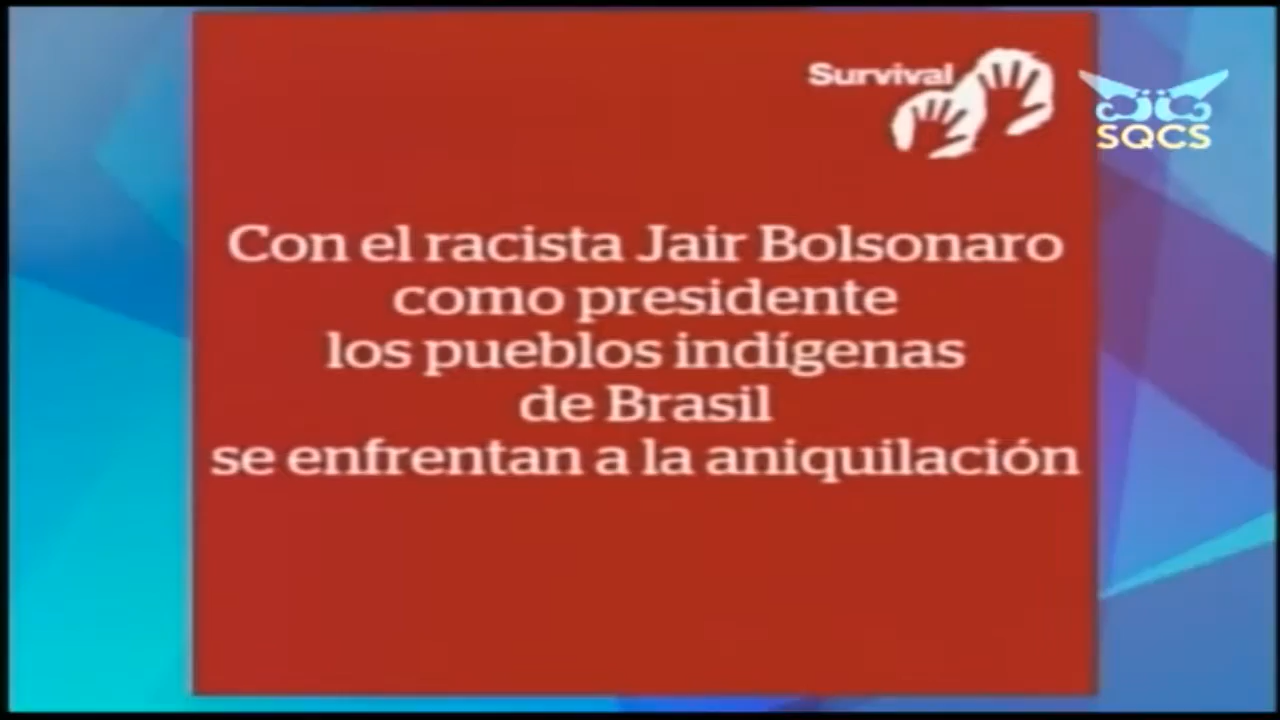 Survival
SQCS
Con el racista Jair Bolsonaro
como presidente
los pueblos indígenas
de Brasil
se enfrentan a la aniquilación